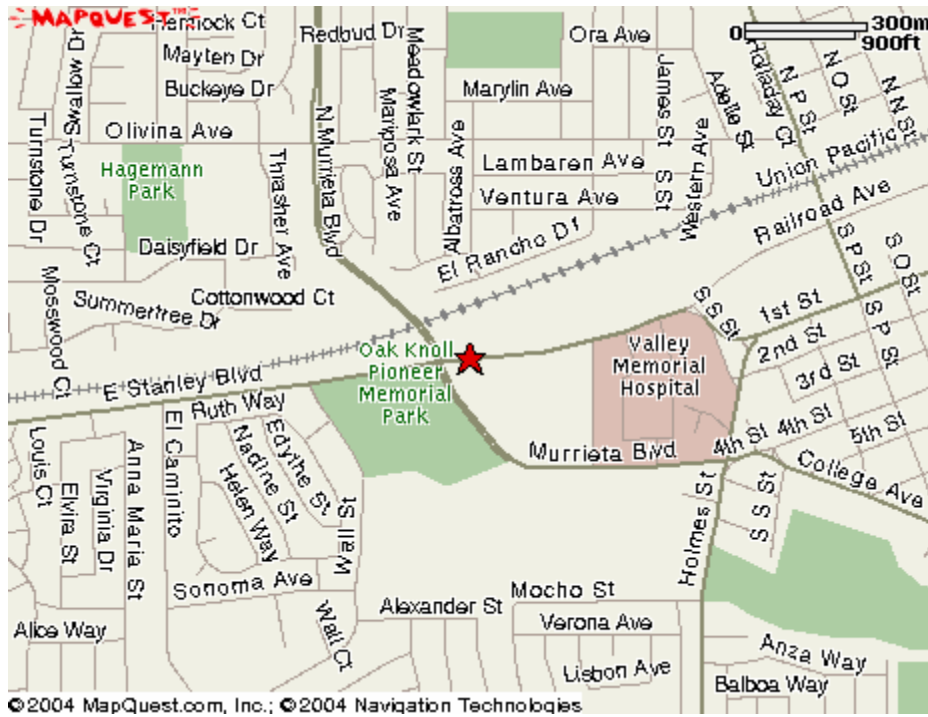 MAPQUEST™
Hemlock Ct
Redbud Dr
Ora Ave
0 300m
900ft
Mayten Dr
Buckeye Dr
Swallow Dr
Turnstone Ct
Turnstone Dr
Olivina Ave
Hagemann
Park
Thrasher Ave
N Murrieta Blvd
Mariposa Ave
Meadowlark St
Albatross Ave
Marylin Ave
Lambaren Ave
Ventura Ave
El Rancho Dr
James St
S St
Western Ave
Adelle St
Holladay Ct
N P St
N O St
N N St
Union Pacific
Railroad Ave
Daisyfield Dr
Cottonwood Ct
Summertree Dr
Mosswood Ct
E Stanley Blvd
Oak Knoll
Pioneer
Memorial
Park
Valley
Memorial
Hospital
S S St
S P St
S O St
S P St
1st St
2nd St
3rd St
4th St
4th St
5th St
College Ave
Murrieta Blvd
Holmes St
S S St
Ruth Way
Edythe St
Nadine St
Helen Way
El Caminito
Anna Maria St
Virginia Dr
Elvira St
Louis Ct
Wall St
Sonoma Ave
Wall Ct
Alice Way
Alexander St
Mocho St
Verona Ave
Lisbon Ave
Anza Way
Balboa Way
©2004 MapQuest.com, Inc.; ©2004 Navigation Technologies